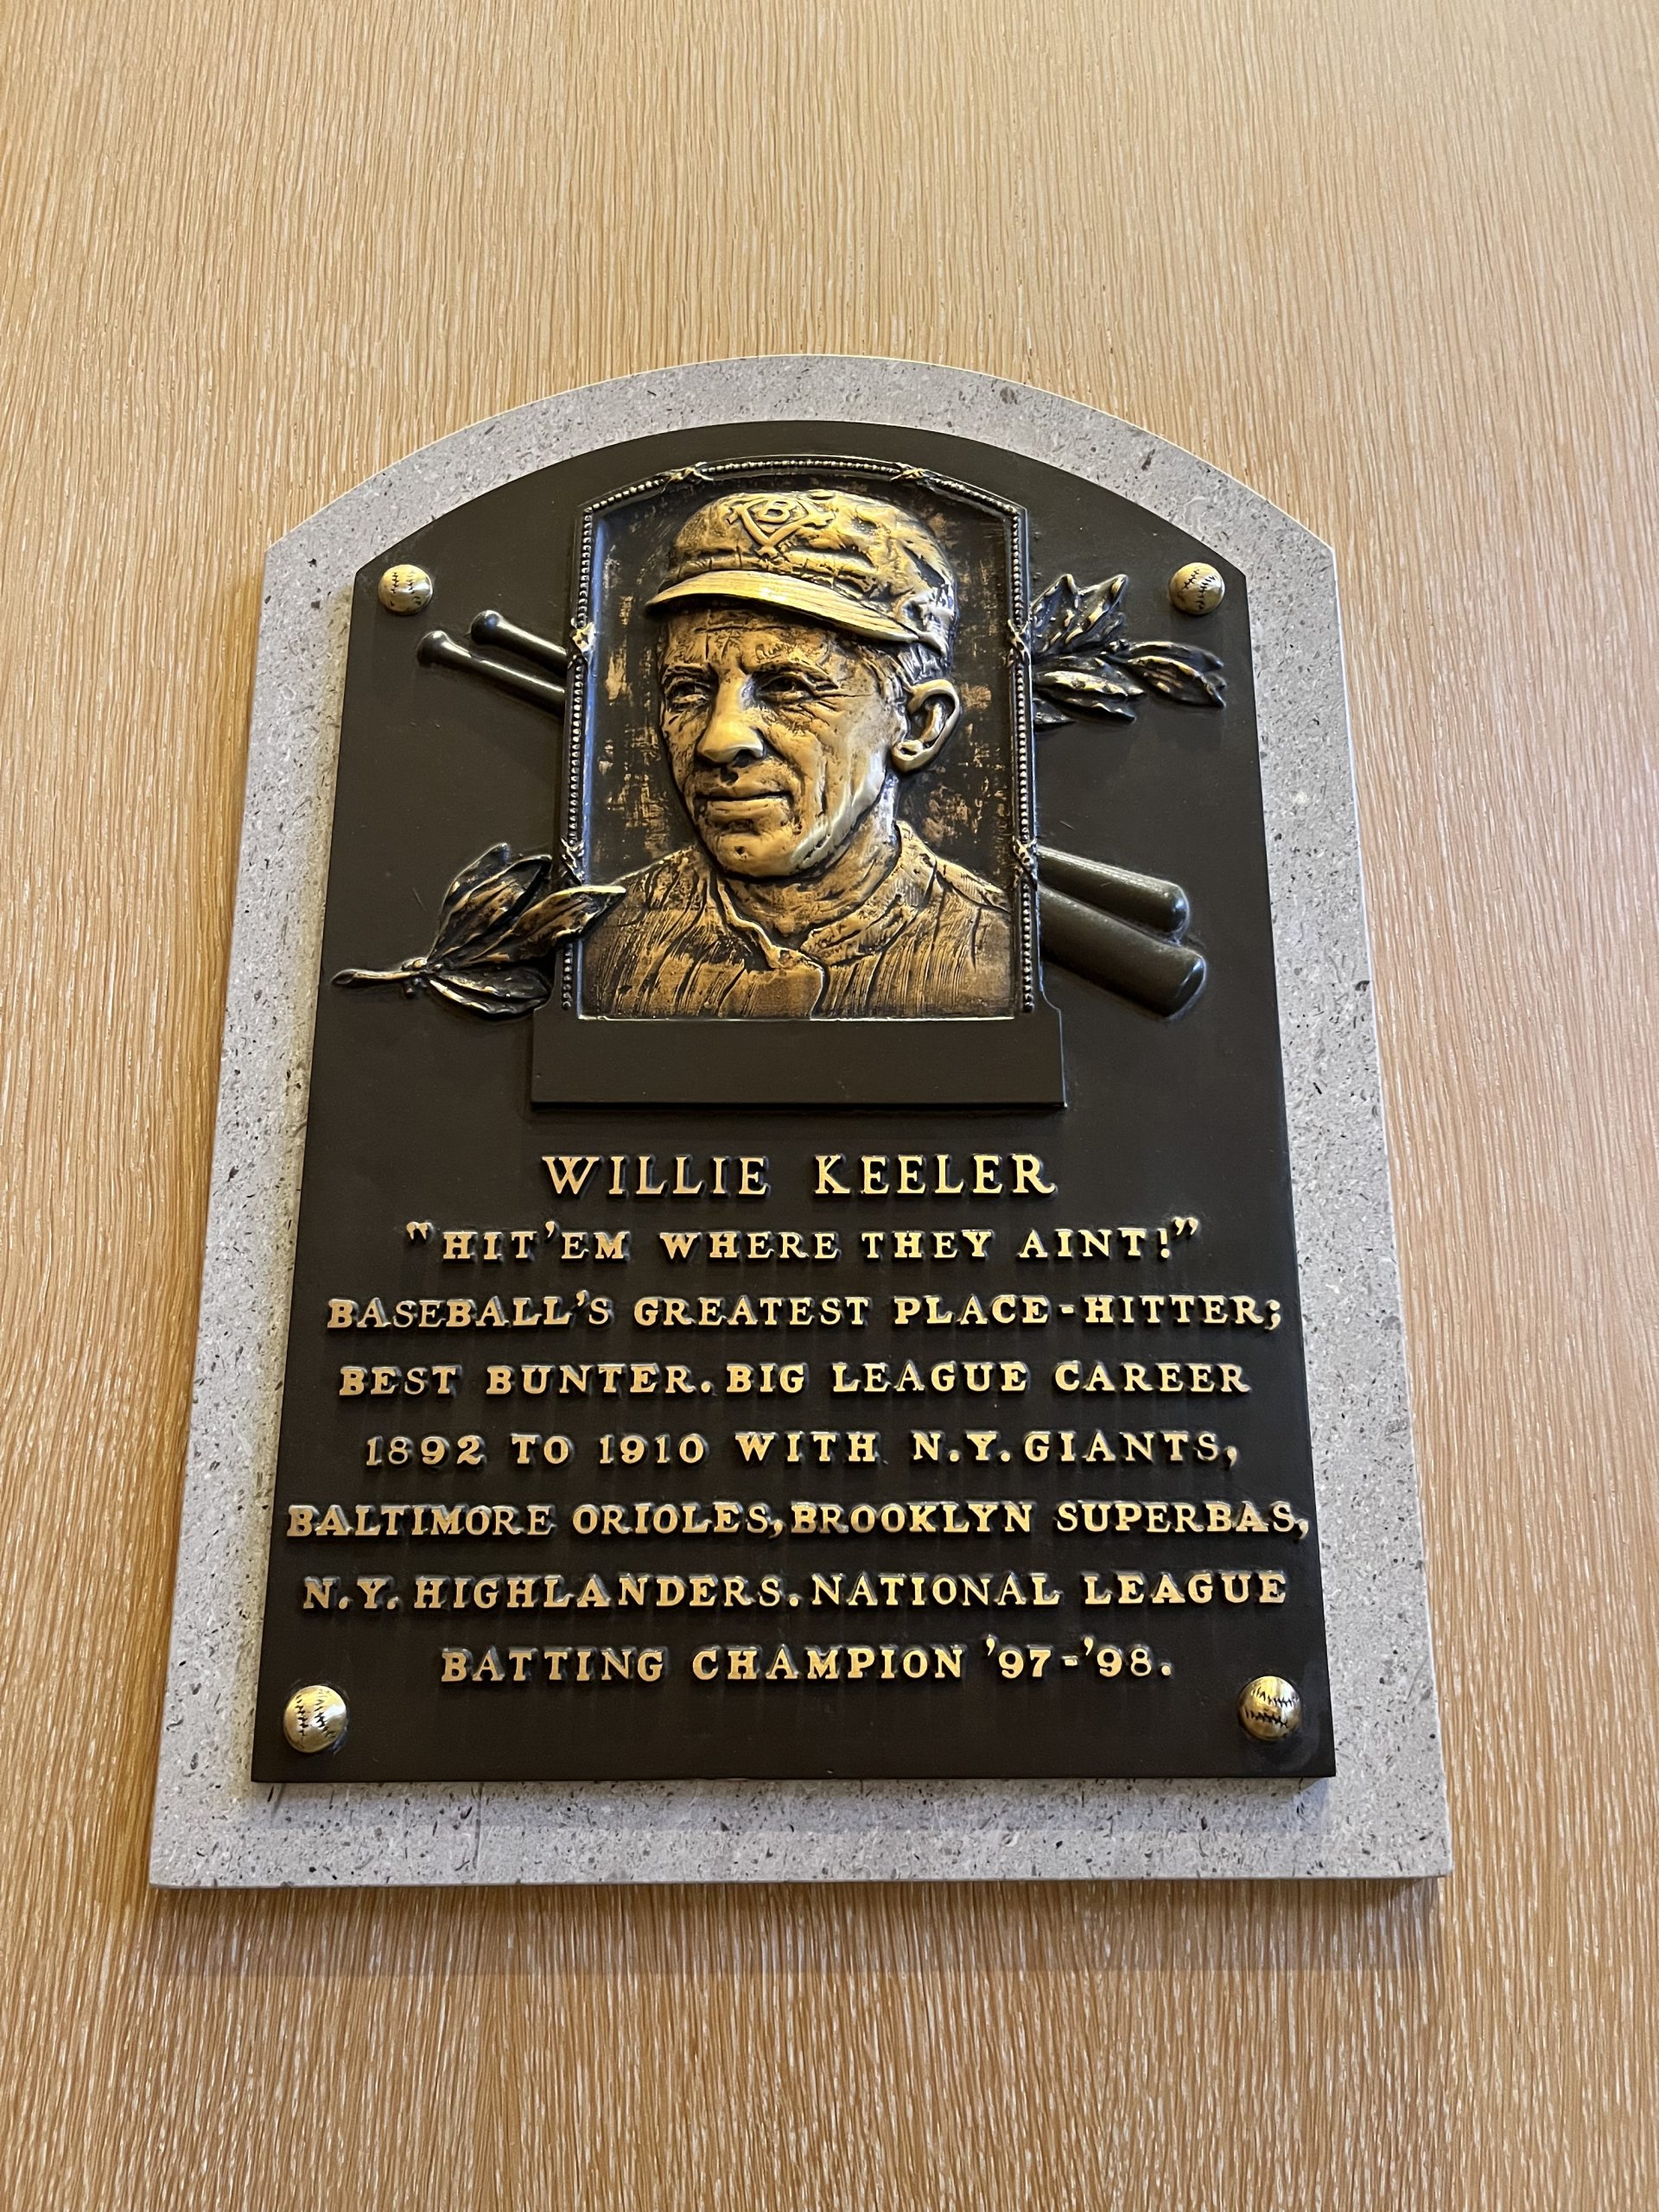 B
WILLIE KEELER
"HIT'EM WHERE THEY AINT!"
BASEBALL'S GREATEST PLACE-HITTER;
BEST BUNTER. BIG LEAGUE CAREER
1892 TO 1910 WITH N.Y. GIANTS,
BALTIMORE ORIOLES, BROOKLYN SUPERBAS,
N.Y. HIGHLANDERS. NATIONAL LEAGUE
BATTING CHAMPION '97-'98.